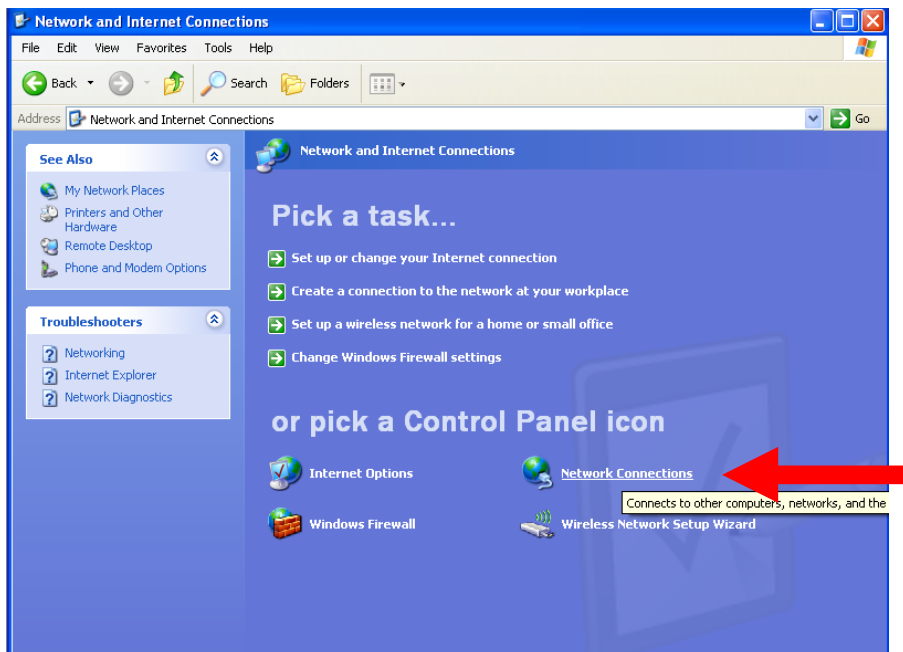 Network and Internet Connections
File Edit View Favorites Tools Help
Back Search Folders
Address Network and Internet Connections Go
See Also
My Network Places
Printers and Other
Hardware
Remote Desktop
Phone and Modem Options
Troubleshooters
Networking
Internet Explorer
Network Diagnostics
Network and Internet Connections
Pick a task...
Set up or change your Internet connection
Create a connection to the network at your workplace
Set up a wireless network for a home or small office
Change Windows Firewall settings
or pick a Control Panel icon
Internet Options
Network Connections
Connects to other computers, networks, and the
Windows Firewall
Wireless Network Setup Wizard